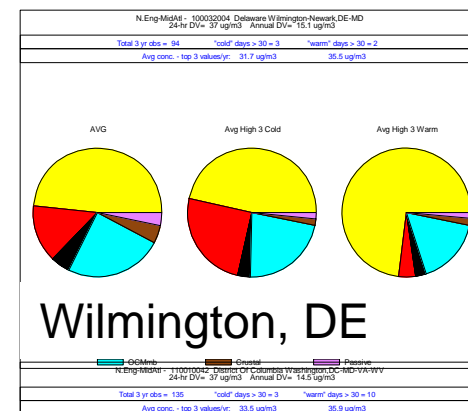 N.Eng-MidAtl - 100032004 Delaware Wilmington-Newark,DE-MD
24-hr DV= 37 ug/m3 Annual DV= 15.1 ug/m3
Total 3 yr obs = 94 "cold" days > 30 = 3 "warm" days > 30 = 2
Avg conc. - top 3 values/yr: 31.7 ug/m3 35.5 ug/m3
AVG Avg High 3 Cold Avg High 3 Warm
Wilmington, DE
OCMmb Crustal Passive
N.Eng-MidAtl - 110010042 District Of Columbia Washington,DC-MD-VA-WV
24-hr DV= 37 ug/m3 Annual DV= 14.5 ug/m3
Total 3 yr obs = 135 "cold" days > 30 = 3 "warm" days > 30 = 10
Avg conc. - top 3 values/yr: 33.5 ug/m3 35.9 ug/m3